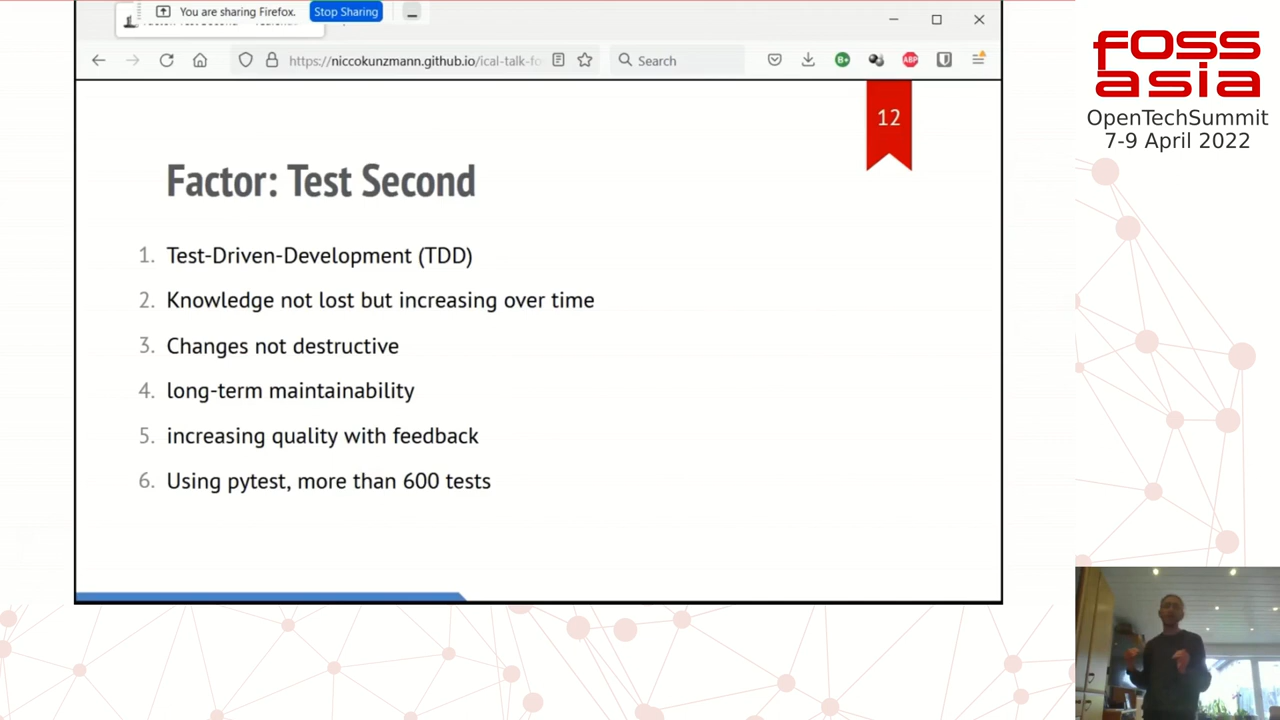 You are sharing Firefox.
Stop Sharing
https://niccokunzmann.github.io/ical-talk-fo
Search
ABP
12
Factor: Test Second
1. Test-Driven-Development (TDD)
2. Knowledge not lost but increasing over time
3. Changes not destructive
4. long-term maintainability
5. increasing quality with feedback
6. Using pytest, more than 600 tests
foss
asia
OpenTechSummit
7-9 April 2022